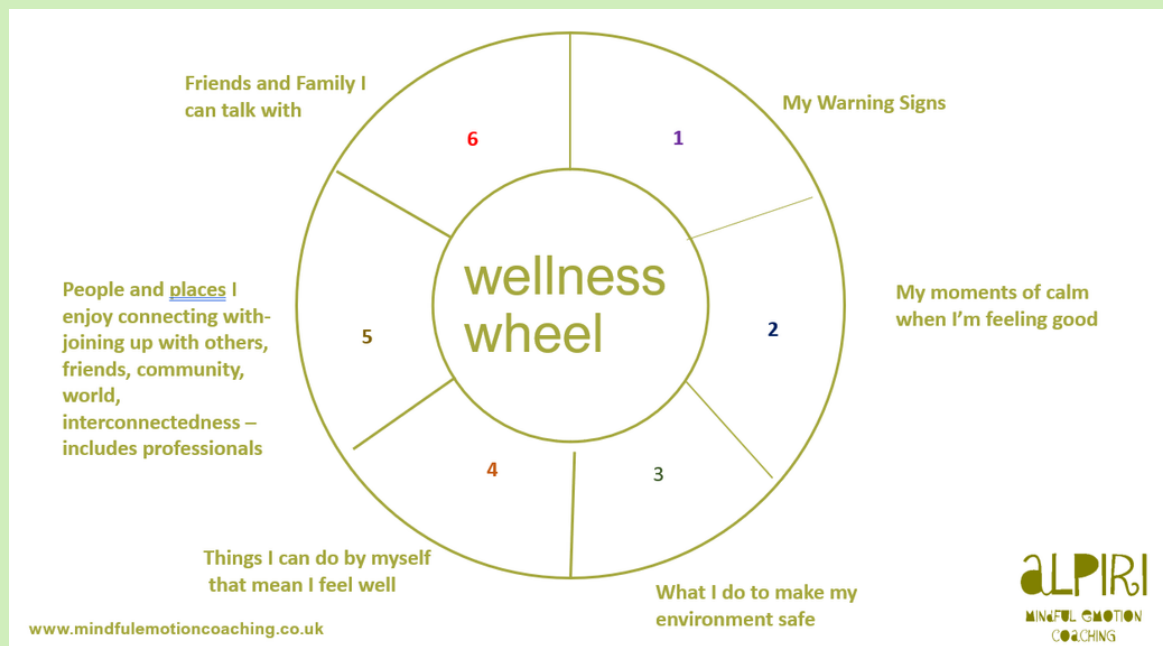 Friends and Family I
can talk with
My Warning Signs
6
1
wellness
wheel
People and places I
enjoy connecting with-
joining up with others,
friends, community,
world,
interconnectedness –
includes professionals
5
2
My moments of calm
when I'm feeling good
4
3
Things I can do by myself
that mean I feel well
What I do to make my
environment safe
www.mindfulemotioncoaching.co.uk
aLPIRI
MINDFUL EMOTION
COACHING